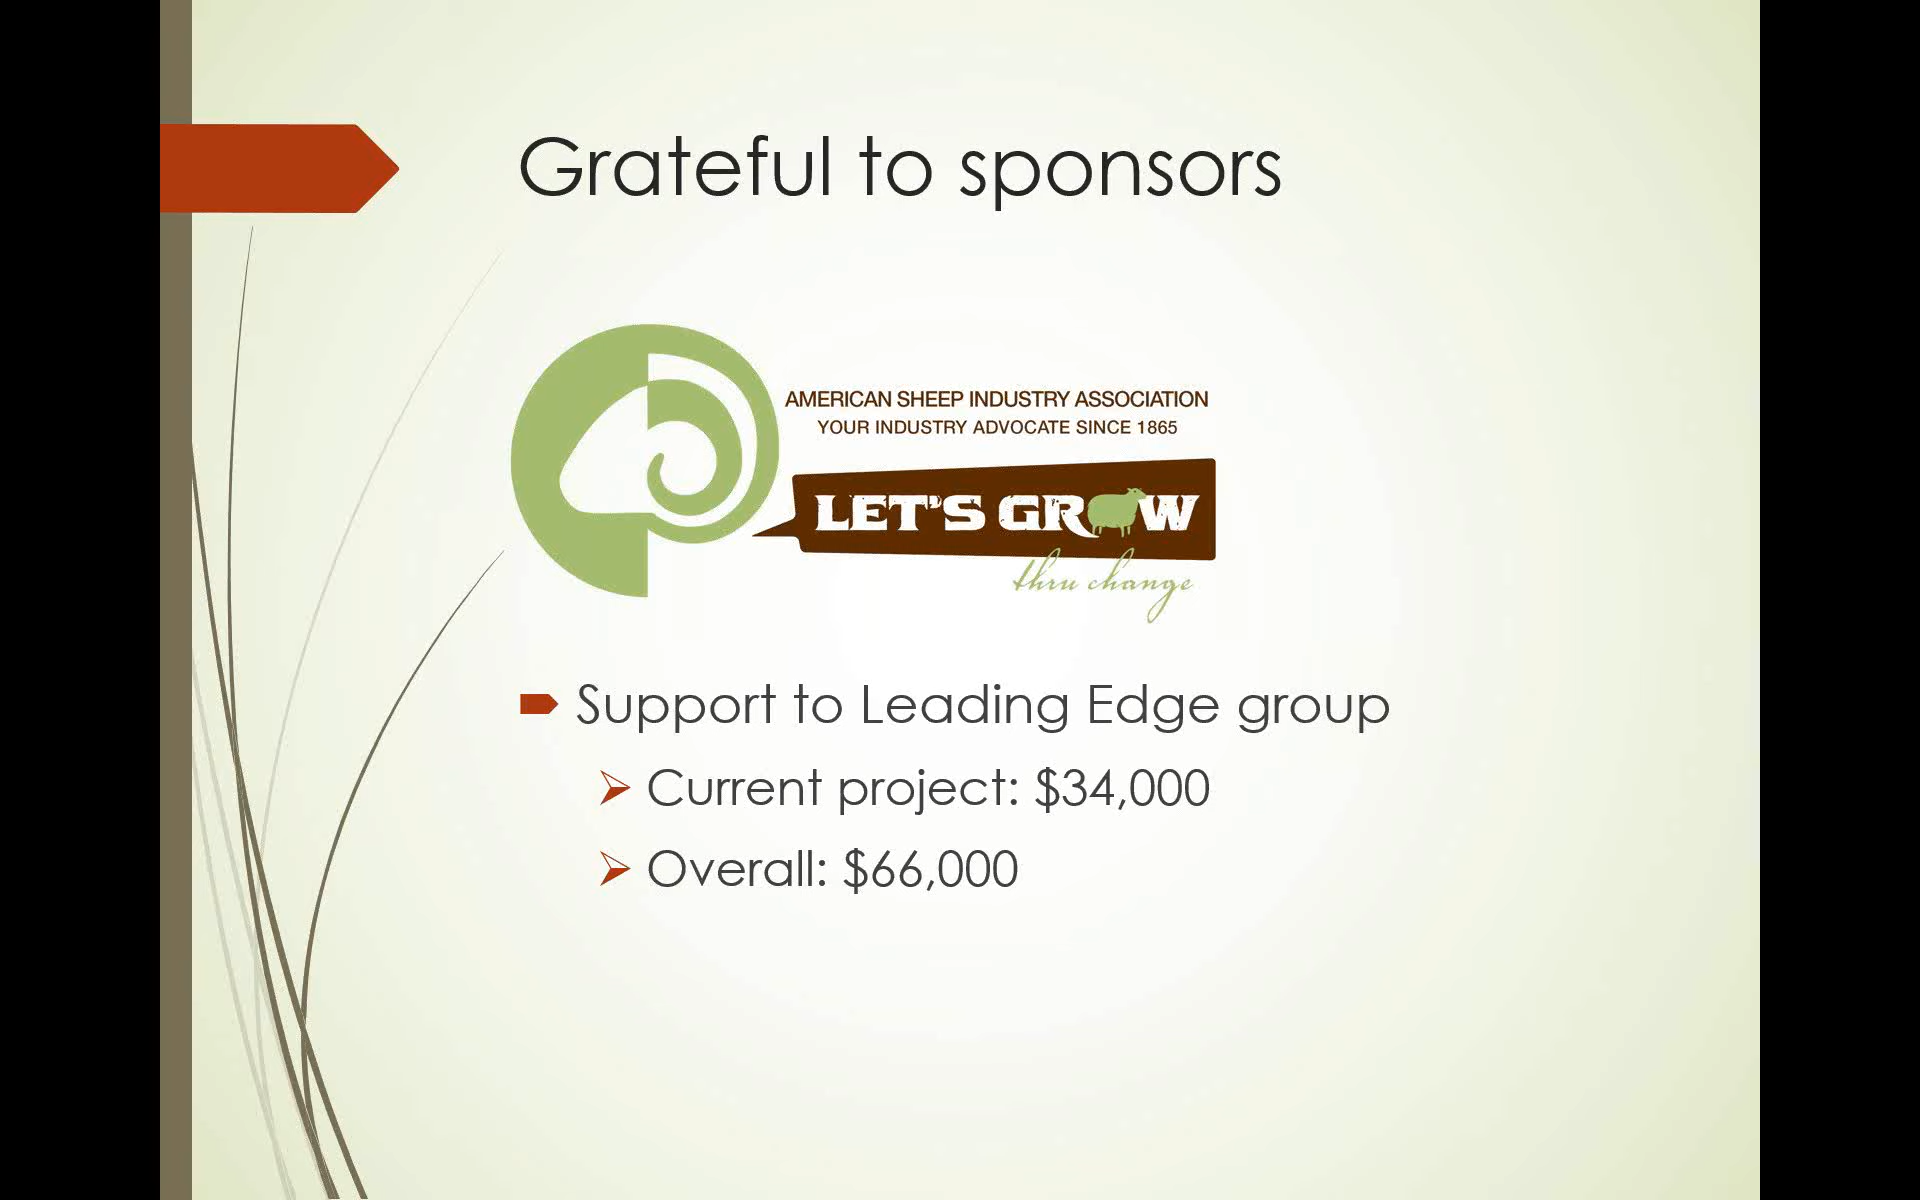 Grateful to sponsors
AMERICAN SHEEP INDUSTRY ASSOCIATION
YOUR INDUSTRY ADVOCATE SINCE 1865
LET'S GROW
thru change
Support to Leading Edge group
Current project: $34,000
Overall: $66,000